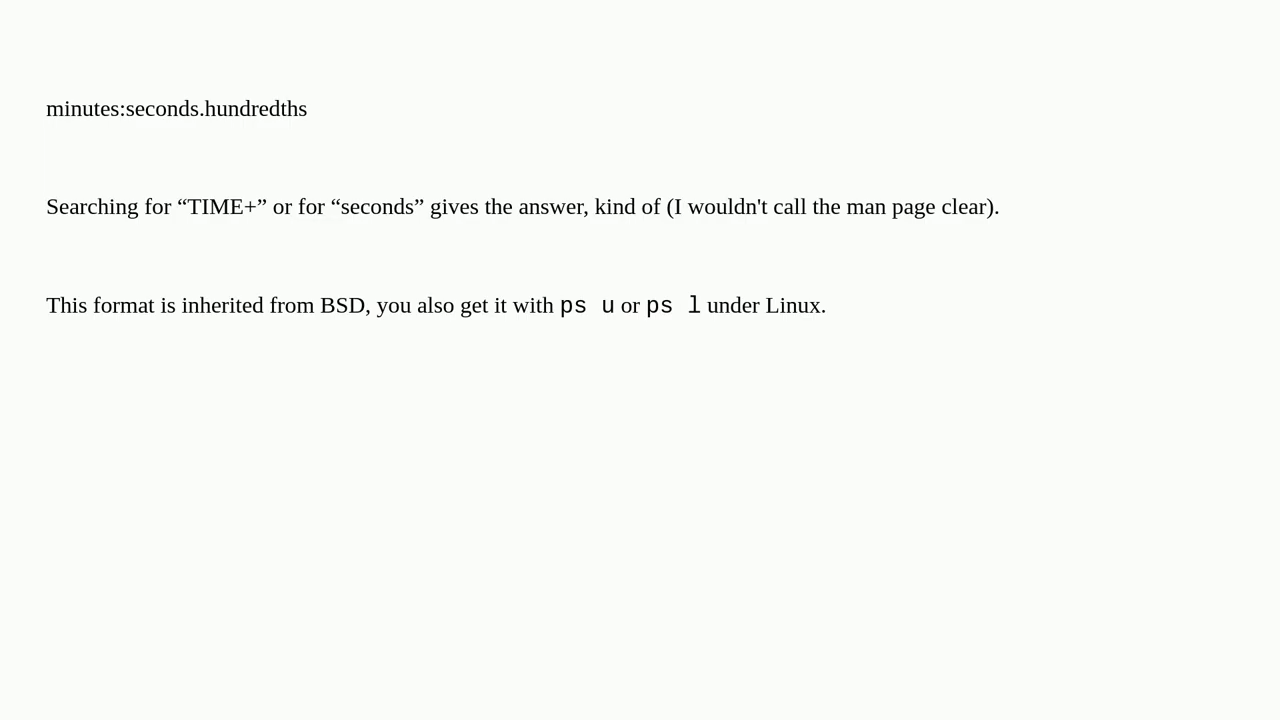 minutes:seconds.hundredths
Searching for “TIME+” or for “seconds” gives the answer, kind of (I wouldn't call the man page clear).
This format is inherited from BSD, you also get it with ps u or ps l under Linux.